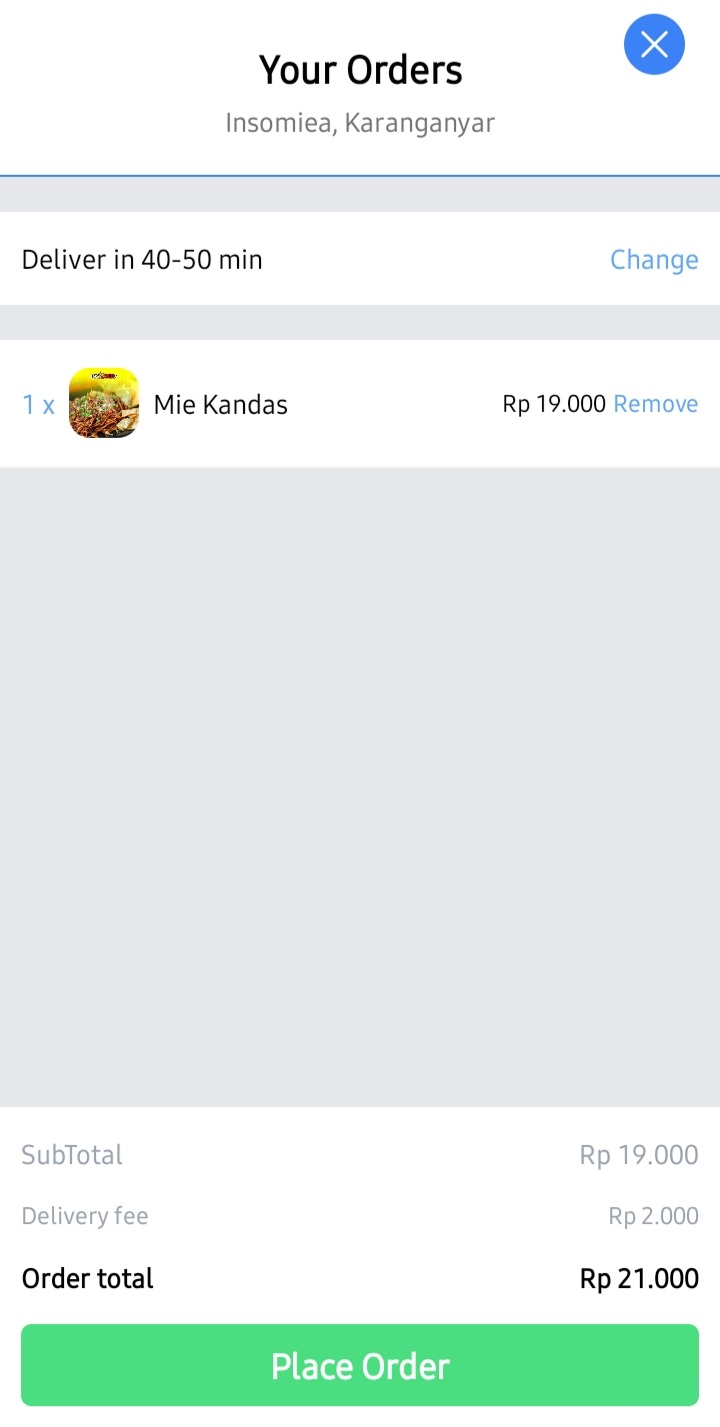 Your Orders
Insomiea, Karanganyar
Deliver in 40-50 min Change
1 x Mie Kandas Rp 19.000 Remove
SubTotal Rp 19.000
Delivery fee Rp 2.000
Order total Rp 21.000
Place Order